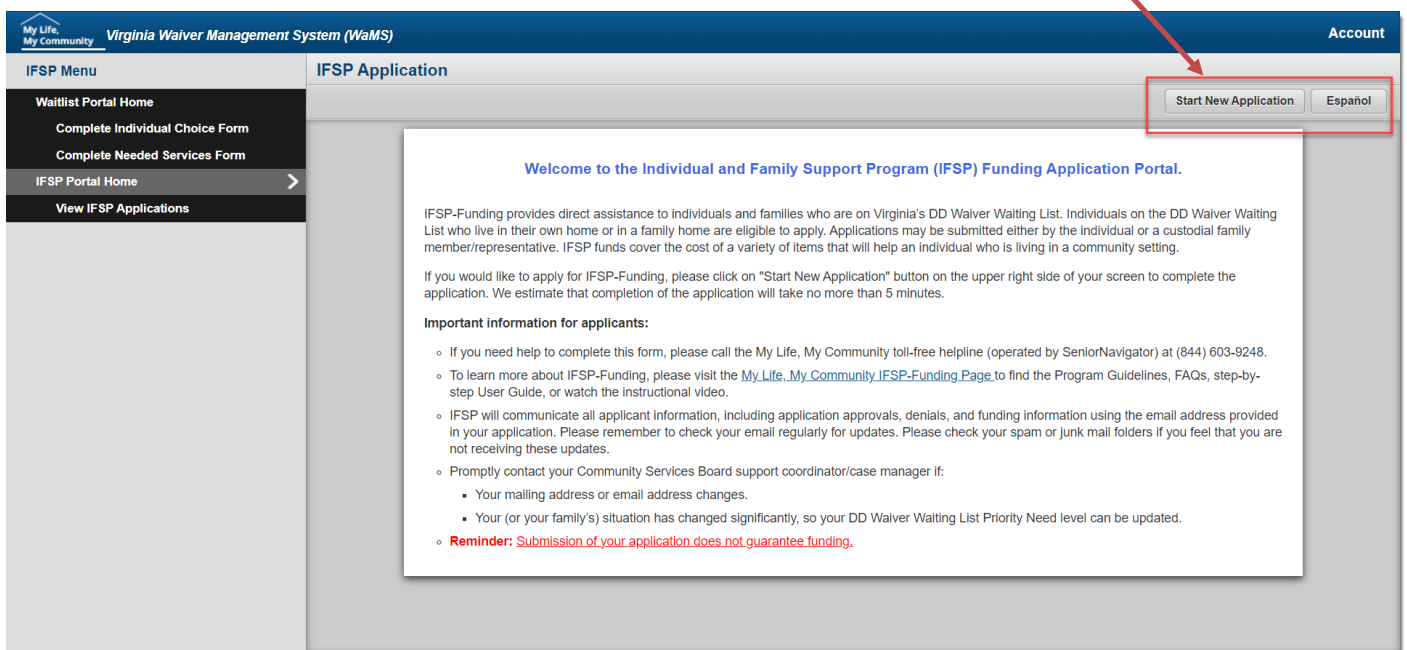 My Life,
My Community
Virginia Waiver Management System (WaMS)
Account
IFSP Menu
IFSP Application
Waitlist Portal Home
Start New Application
Español
Complete Individual Choice Form
Complete Needed Services Form
IFSP Portal Home
View IFSP Applications
Welcome to the Individual and Family Support Program (IFSP) Funding Application Portal.
IFSP-Funding provides direct assistance to individuals and families who are on Virginia's DD Waiver Waiting List. Individuals on the DD Waiver Waiting
List who live in their own home or in a family home are eligible to apply. Applications may be submitted either by the individual or a custodial family
member/representative. IFSP funds cover the cost of a variety of items that will help an individual who is living in a community setting.
If you would like to apply for IFSP-Funding, please click on "Start New Application" button on the upper right side of your screen to complete the
application. We estimate that completion of the application will take no more than 5 minutes.
Important information for applicants:
If you need help to complete this form, please call the My Life, My Community toll-free helpline (operated by SeniorNavigator) at (844) 603-9248.
To learn more about IFSP-Funding, please visit the My Life, My Community IFSP-Funding Page to find the Program Guidelines, FAQs, step-by-
step User Guide, or watch the instructional video.
IFSP will communicate all applicant information, including application approvals, denials, and funding information using the email address provided
in your application. Please remember to check your email regularly for updates. Please check your spam or junk mail folders if you feel that you are
not receiving these updates.
Promptly contact your Community Services Board support coordinator/case manager if:
Your mailing address or email address changes.
Your (or your family's) situation has changed significantly, so your DD Waiver Waiting List Priority Need level can be updated.
Reminder: Submission of your application does not guarantee funding.